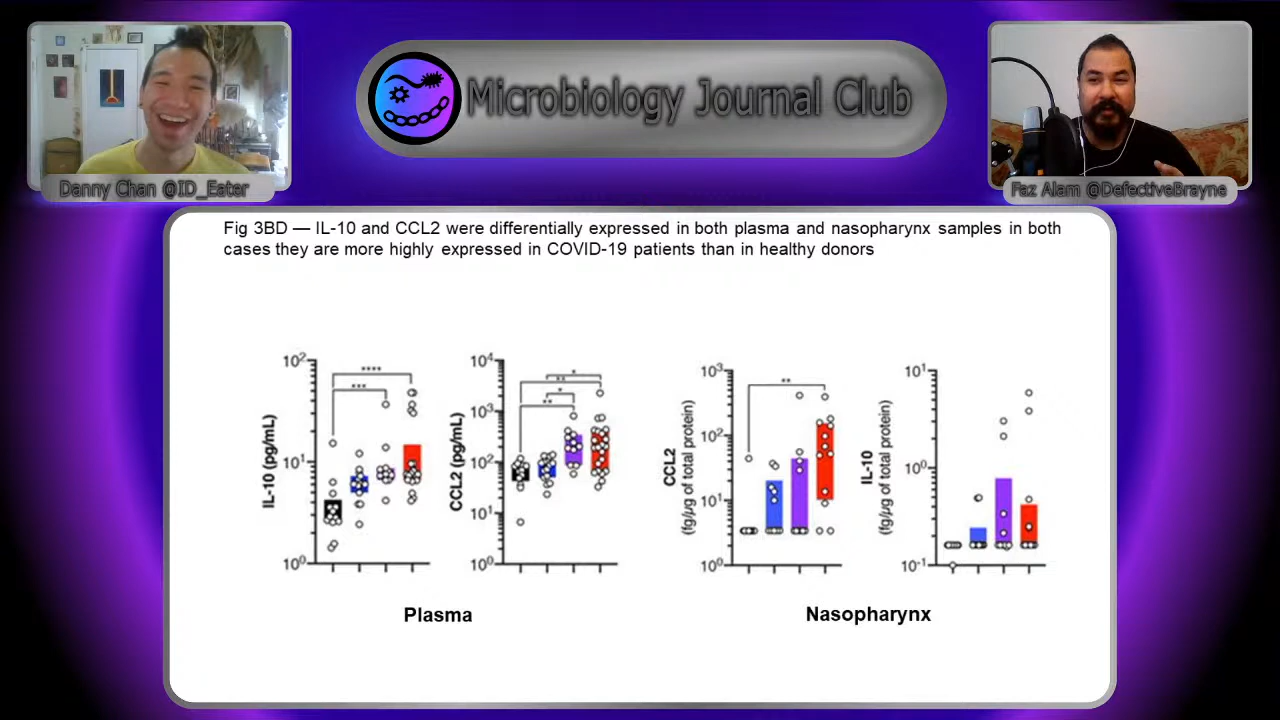 Microbiology Journal Club
Danny Chan @ID_Eater
Faz Alam @DefectiveBrayne
Fig 3BD — IL-10 and CCL2 were differentially expressed in both plasma and nasopharynx samples in both
cases they are more highly expressed in COVID-19 patients than in healthy donors
IL-10 (pg/mL)
10²
10¹
10⁰
****
***
CCL2 (pg/mL)
10⁴
10³
10²
10¹
10⁰
*
**
*
**
CCL2
(fg/µg of total protein)
10³
10²
10¹
10⁰
**
IL-10
(fg/µg of total protein)
10¹
10⁰
10⁻¹
Plasma
Nasopharynx